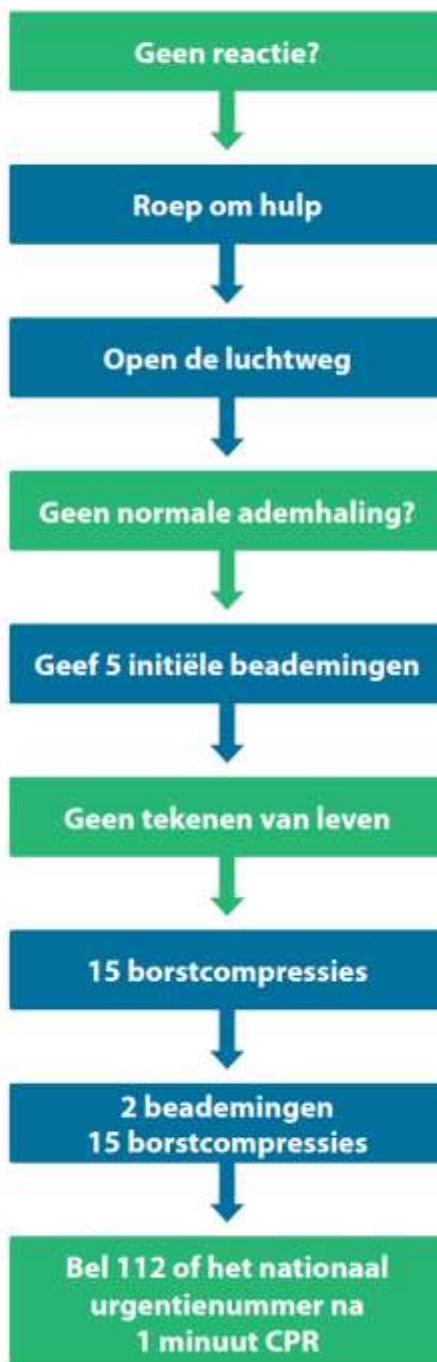 Geen reactie?
Roep om hulp
Open de luchtweg
Geen normale ademhaling?
Geef 5 initiële beademingen
Geen tekenen van leven
15 borstcompressies
2 beademingen
15 borstcompressies
Bel 112 of het nationaal
urgentienummer na
1 minuut CPR